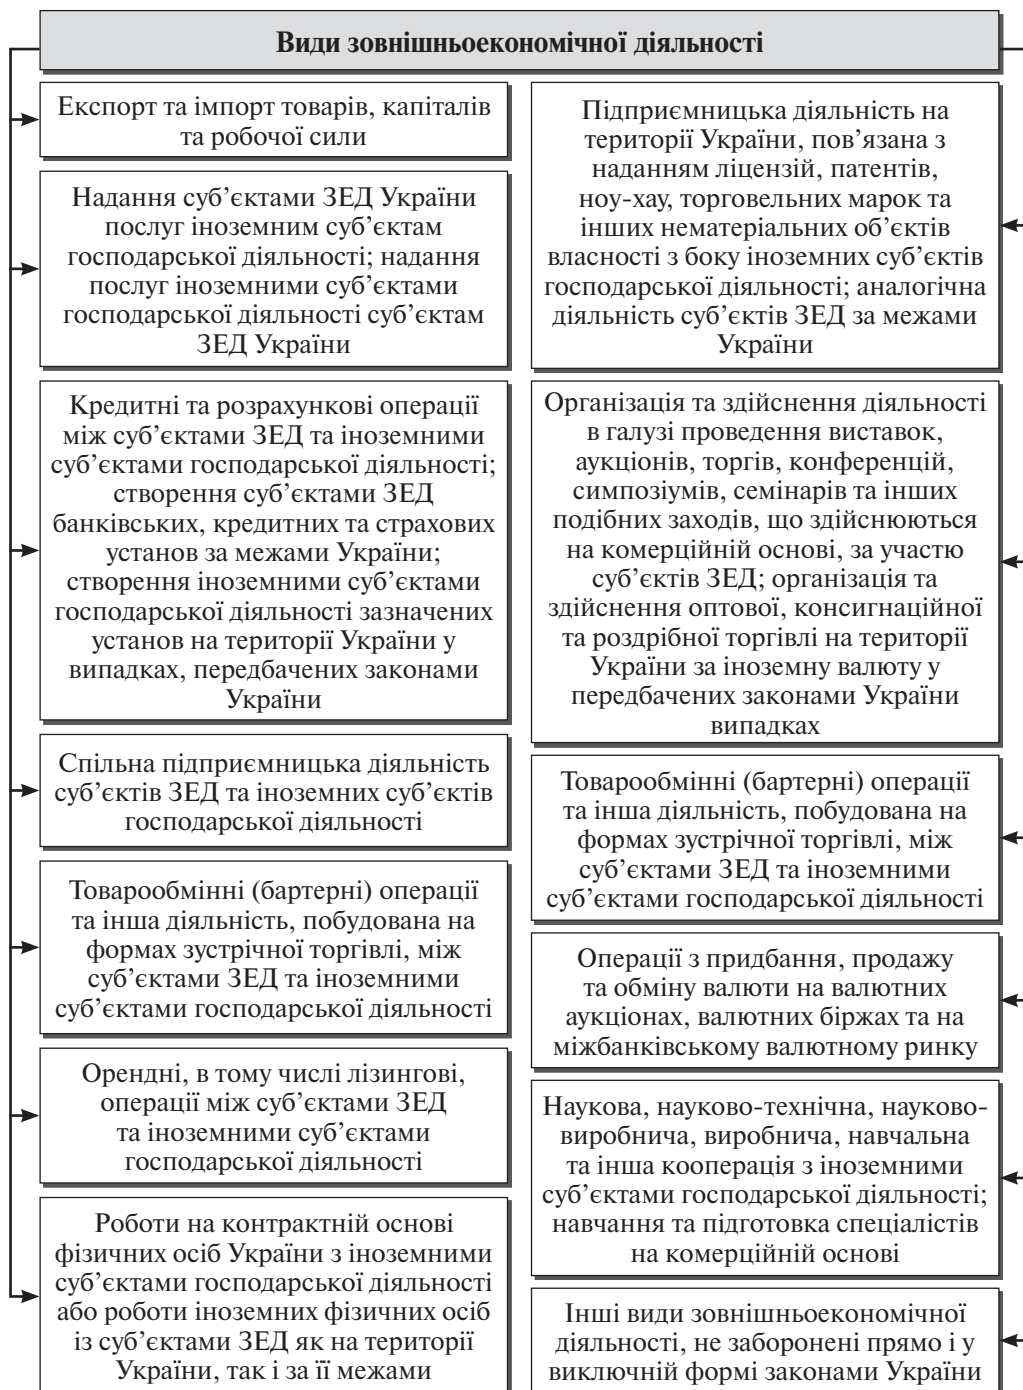 Види зовнішньоекономічної діяльності
Експорт та імпорт товарів, капіталів
та робочої сили
Надання суб’єктами ЗЕД України
послуг іноземним суб’єктам
господарської діяльності; надання
послуг іноземними суб’єктами
господарської діяльності суб’єктам
ЗЕД України
Кредитні та розрахункові операції
між суб’єктами ЗЕД та іноземними
суб’єктами господарської діяльності;
створення суб’єктами ЗЕД
банківських, кредитних та страхових
установ за межами України;
створення іноземними суб’єктами
господарської діяльності зазначених
установ на території України у
випадках, передбачених законами
України
Спільна підприємницька діяльність
суб’єктів ЗЕД та іноземних суб’єктів
господарської діяльності
Товарообмінні (бартерні) операції
та інша діяльність, побудована на
формах зустрічної торгівлі, між
суб’єктами ЗЕД та іноземними
суб’єктами господарської діяльності
Орендні, в тому числі лізингові,
операції між суб’єктами ЗЕД
та іноземними суб’єктами
господарської діяльності
Роботи на контрактній основі
фізичних осіб України з іноземними
суб’єктами господарської діяльності
або роботи іноземних фізичних осіб
із суб’єктами ЗЕД як на території
України, так і за її межами
Підприємницька діяльність на
території України, пов’язана з
наданням ліцензій, патентів,
ноу-хау, торговельних марок та
інших нематеріальних об’єктів
власності з боку іноземних суб’єктів
господарської діяльності; аналогічна
діяльність суб’єктів ЗЕД за межами
України
Організація та здійснення діяльності
в галузі проведення виставок,
аукціонів, торгів, конференцій,
симпозіумів, семінарів та інших
подібних заходів, що здійснюються
на комерційній основі, за участю
суб’єктів ЗЕД; організація та
здійснення оптової, консигнаційної
та роздрібної торгівлі на території
України за іноземну валюту у
передбачених законами України
випадках
Товарообмінні (бартерні) операції
та інша діяльність, побудована на
формах зустрічної торгівлі, між
суб’єктами ЗЕД та іноземними
суб’єктами господарської діяльності
Операції з придбання, продажу
та обміну валюти на валютних
аукціонах, валютних біржах та на
міжбанківському валютному ринку
Наукова, науково-технічна, науково-
виробнича, виробнича, навчальна
та інша кооперація з іноземними
суб’єктами господарської діяльності;
навчання та підготовка спеціалістів
на комерційній основі
Інші види зовнішньоекономічної
діяльності, не заборонені прямо і у
виключній формі законами України